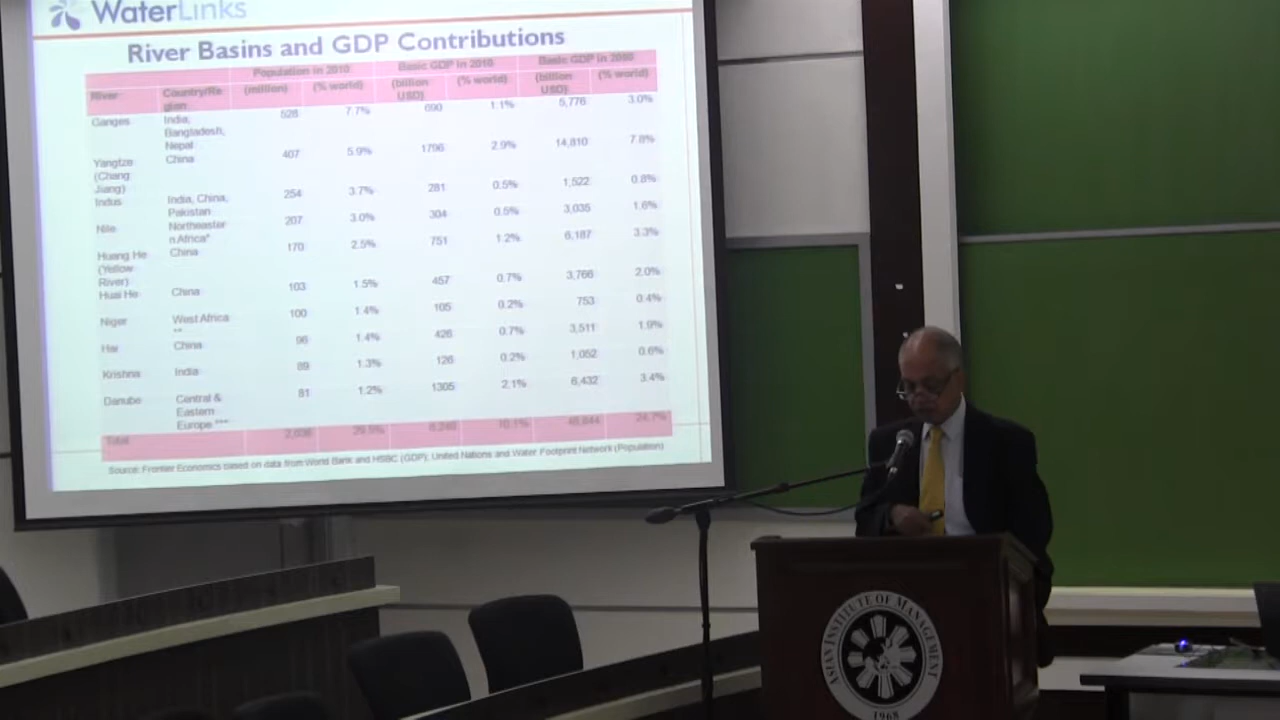 WaterLinks
River Basins and GDP Contributions
Population in 2010 Basic GDP in 2010 Basic GDP in 2050
River Country/Re gion (million) (% world) (billion USD) (% world) (billion USD) (% world)
Ganges India, Bangladesh, Nepal 528 7.7% 690 1.1% 5,776 3.0%
Yangtze (Chang Jiang) China 407 5.9% 1796 2.9% 14,810 7.8%
Indus India, China, Pakistan 254 3.7% 281 0.5% 1,522 0.8%
Nile Northeaster n Africa* 207 3.0% 304 0.5% 3,035 1.6%
Huang He (Yellow River) China 170 2.5% 751 1.2% 6,187 3.3%
Huai He China 103 1.5% 457 0.7% 3,766 2.0%
Niger West Africa ** 100 1.4% 105 0.2% 753 0.4%
Hai China 96 1.4% 426 0.7% 3,511 1.9%
Krishna India 89 1.3% 126 0.2% 1,052 0.6%
Danube Central & Eastern Europe *** 81 1.2% 1305 2.1% 6,432 3.4%
Total 10.1% 24.7%
Source: Frontier Economics based on data from World Bank and HSBC (GDP); United Nations and Water Footprint Network (Population)
ASIAN INSTITUTE OF MANAGEMENT
1968